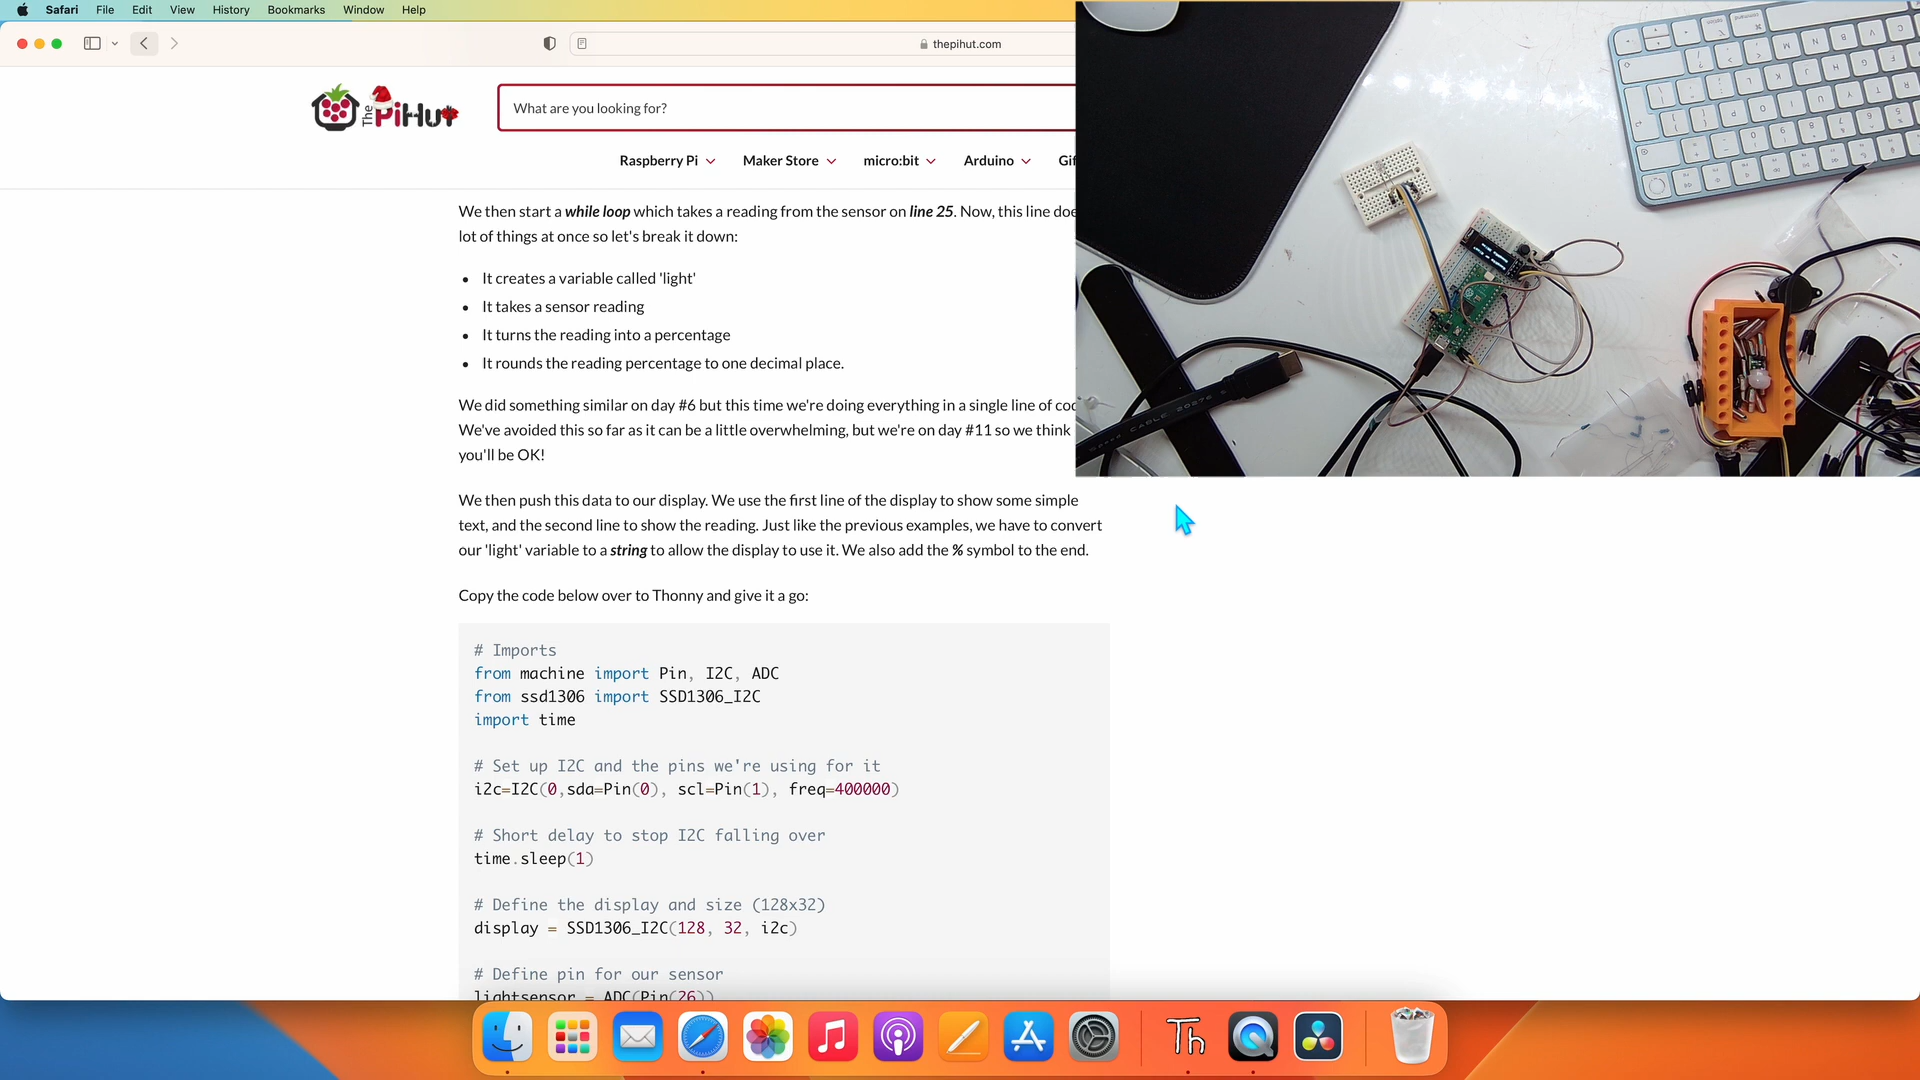 Safari File Edit View History Bookmarks Window Help
thepihut.com
The PiHut
What are you looking for?
Raspberry Pi Maker Store micro:bit Arduino Gif
We then start a while loop which takes a reading from the sensor on line 25. Now, this line doe
lot of things at once so let's break it down:
• It creates a variable called 'light'
• It takes a sensor reading
• It turns the reading into a percentage
• It rounds the reading percentage to one decimal place.
We did something similar on day #6 but this time we're doing everything in a single line of co
We've avoided this so far as it can be a little overwhelming, but we're on day #11 so we think
you'll be OK!
We then push this data to our display. We use the first line of the display to show some simple
text, and the second line to show the reading. Just like the previous examples, we have to convert
our 'light' variable to a string to allow the display to use it. We also add the % symbol to the end.
Copy the code below over to Thonny and give it a go:
# Imports
from machine import Pin, I2C, ADC
from ssd1306 import SSD1306_I2C
import time
# Set up I2C and the pins we're using for it
i2c=I2C(0,sda=Pin(0), scl=Pin(1), freq=400000)
# Short delay to stop I2C falling over
time.sleep(1)
# Define the display and size (128x32)
display = SSD1306_I2C(128, 32, i2c)
# Define pin for our sensor
lightsensor = ADC(Pin(26))
CABLE 20276
Th